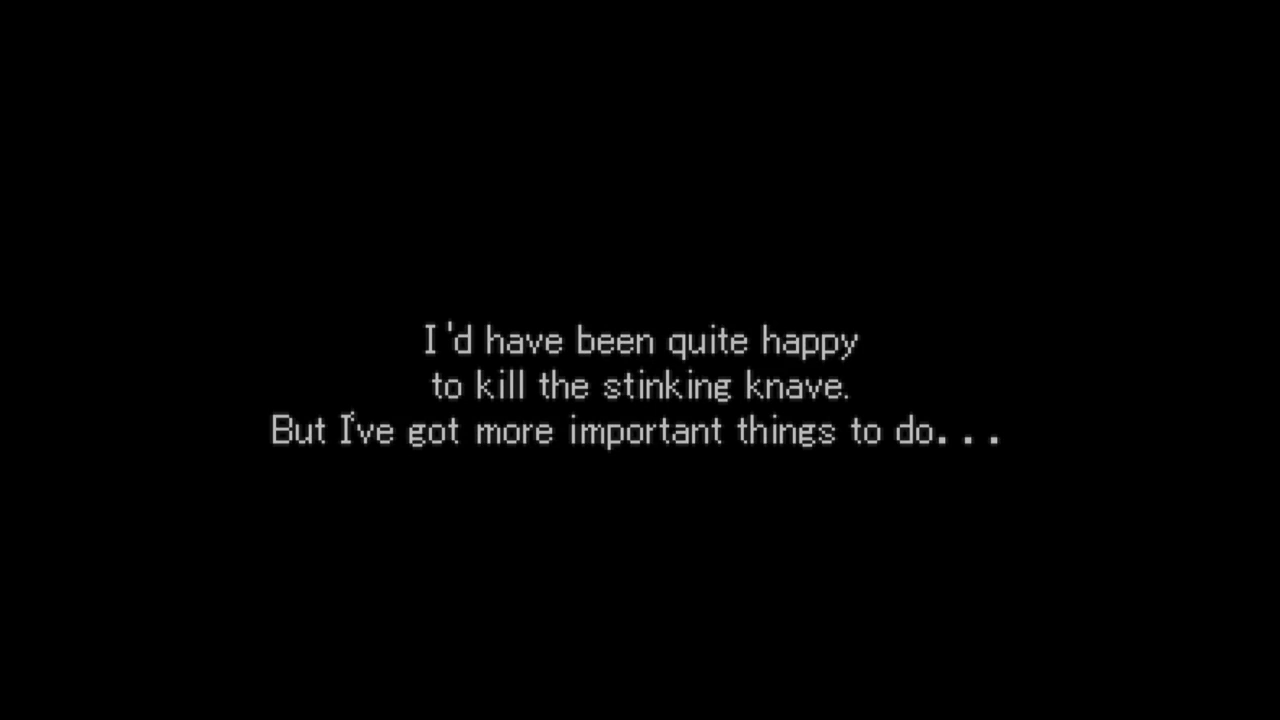 I'd have been quite happy
to kill the stinking knave.
But I've got more important things to do...